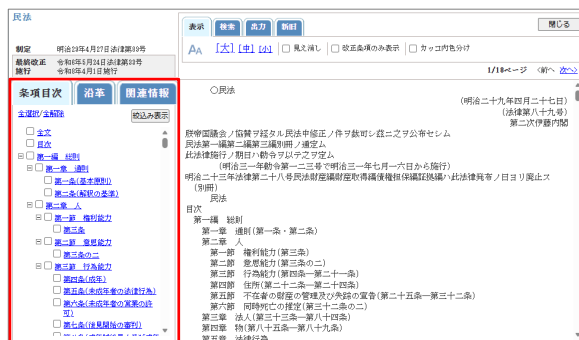 民法
制定 明治29年4月27日法律第89号
最終改正 令和6年5月24日法律第33号
施行 令和6年4月1日施行
条項目次 沿革 関連情報
全選択/全解除 絞込み表示
全文
目次
第一編 総則
第一章 通則
第一条(基本原則)
第二条(解釈の基準)
第二章 人
第一節 権利能力
第三条
第二節 意思能力
第三条の二
第三節 行為能力
第四条(成年)
第五条(未成年者の法律行為)
第六条(未成年者の営業の許
可)
第七条(後見開始の審判)
表示 検索 出力 新旧 閉じる
AA [大] [中] [小] 見え消し 改正条項のみ表示 カッコ内色分け
1/18ページ 〈前へ 次へ〉
○民法
(明治二十九年四月二十七日)
(法律第八十九号)
第二次伊藤内閣
朕帝国議会ノ協賛ヲ経タル民法中修正ノ件ヲ裁可シ茲ニ之ヲ公布セシム
民法第一編第二編第三編別冊ノ通定ム
此法律施行ノ期日ハ勅令ヲ以テ之ヲ定ム
(明治三一年勅令第一二三号で明治三一年七月一六日から施行)
明治二十三年法律第二十八号民法財産編財産取得編債権担保編証拠編ハ此法律発布ノ日ヨリ廃止ス
(別冊)
民法
目次
第一編 総則
第一章 通則(第一条・第二条)
第二章 人
第一節 権利能力(第三条)
第二節 意思能力(第三条の二)
第三節 行為能力(第四条―第二十一条)
第四節 住所(第二十二条―第二十四条)
第五節 不在者の財産の管理及び失踪の宣告(第二十五条―第三十二条)
第六節 同時死亡の推定(第三十二条の二)
第三章 法人(第三十三条―第八十四条)
第四章 物(第八十五条―第八十九条)
第五章 法律行為